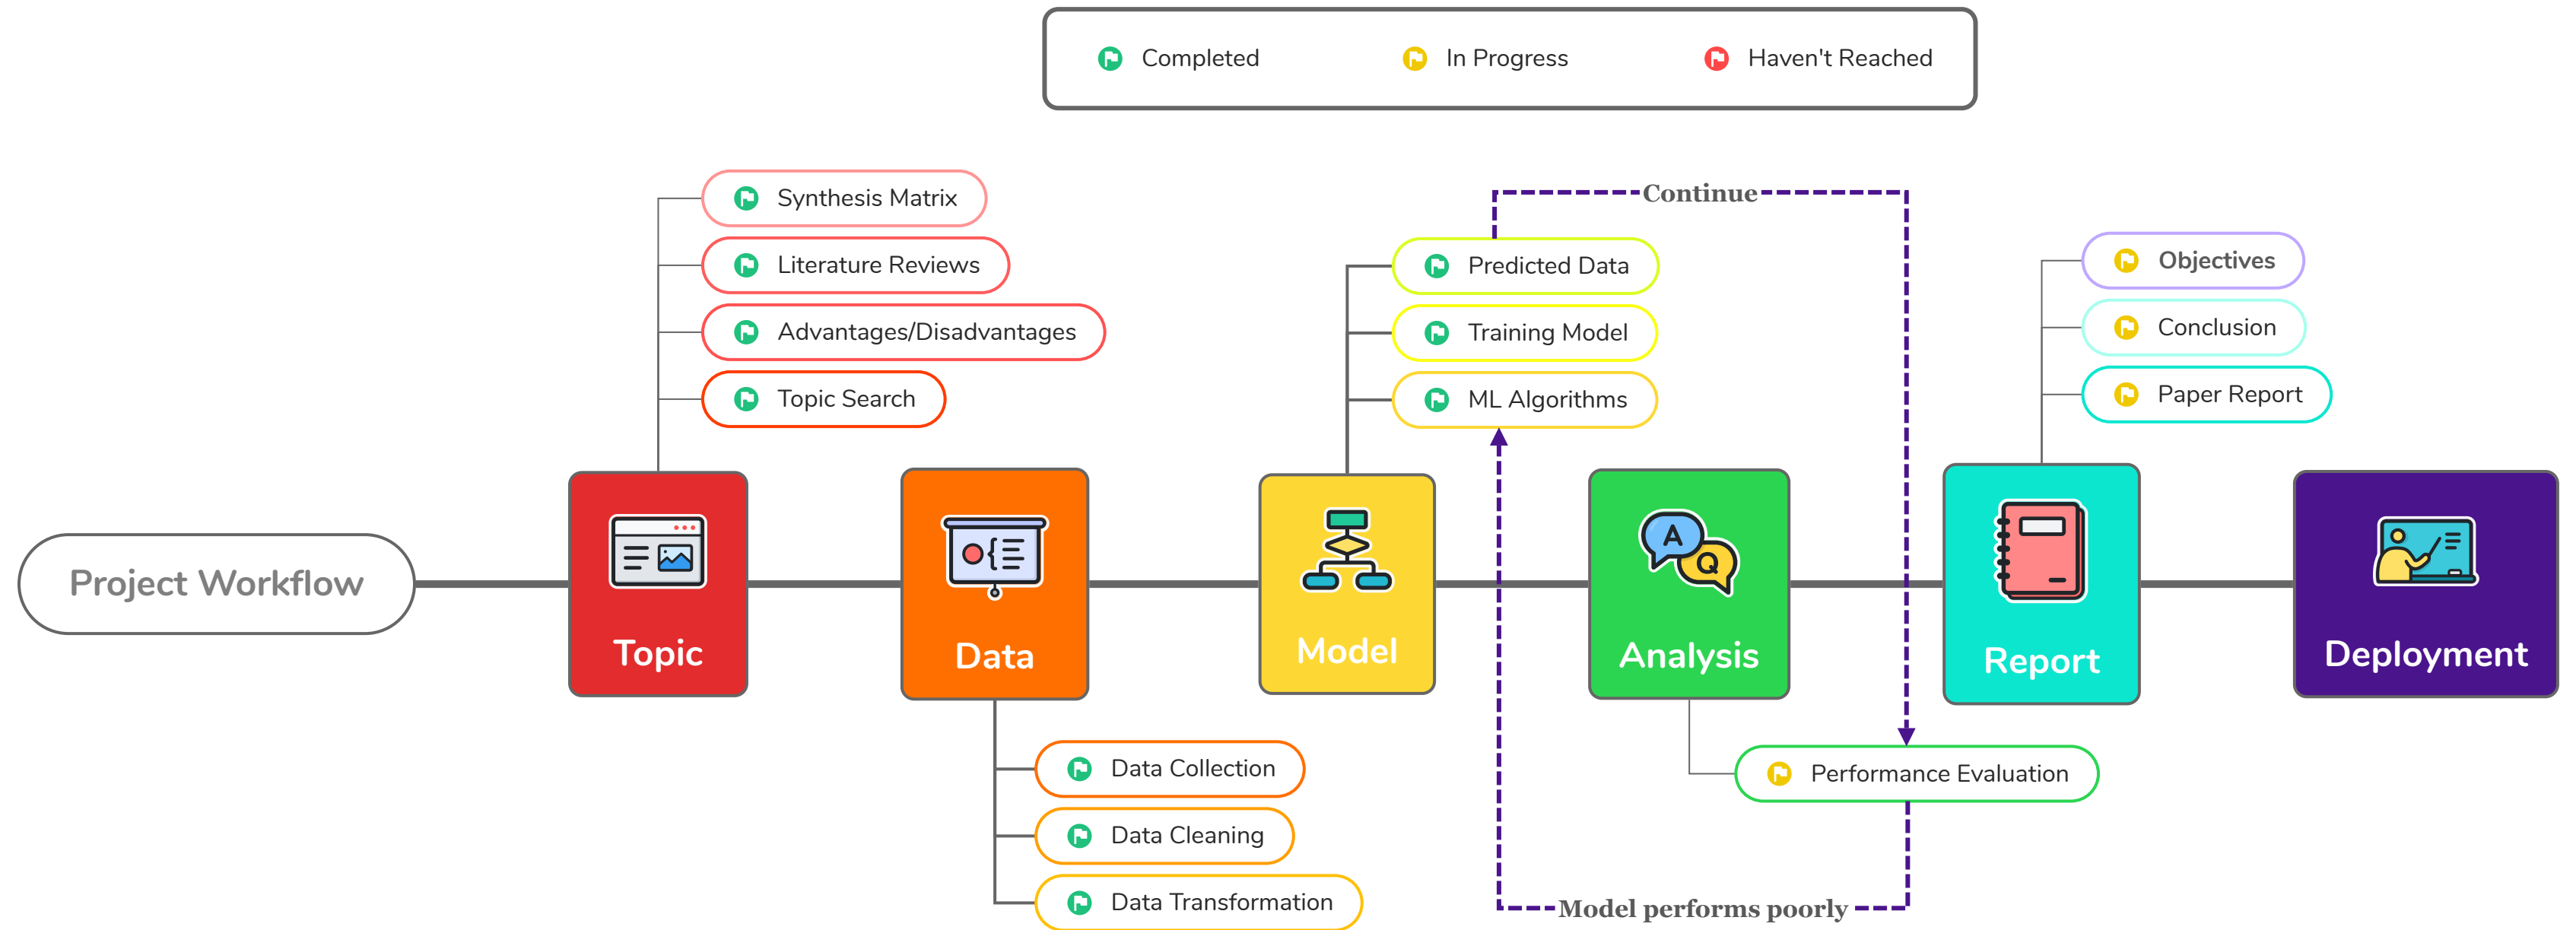 Completed
In Progress
Haven't Reached
Synthesis Matrix
Literature Reviews
Advantages/Disadvantages
Topic Search
Continue
Predicted Data
Training Model
ML Algorithms
Objectives
Conclusion
Paper Report
Project Workflow
Topic
Data
Model
A
Q
Analysis
Report
Deployment
Data Collection
Data Cleaning
Data Transformation
Performance Evaluation
Model performs poorly